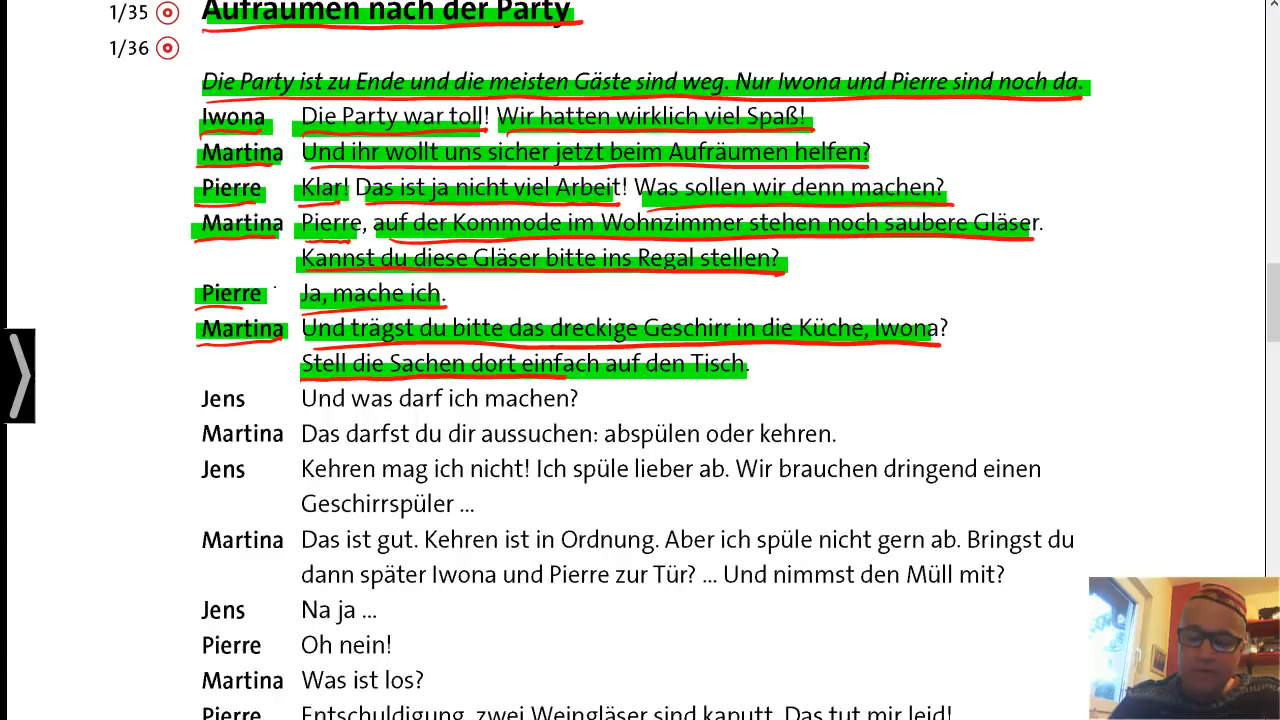 1/35 Aufräumen nach der Party
1/36
Die Party ist zu Ende und die meisten Gäste sind weg. Nur Iwona und Pierre sind noch da.
Iwona Die Party war toll! Wir hatten wirklich viel Spaß!
Martina Und ihr wollt uns sicher jetzt beim Aufräumen helfen?
Pierre Klar! Das ist ja nicht viel Arbeit! Was sollen wir denn machen?
Martina Pierre, auf der Kommode im Wohnzimmer stehen noch saubere Gläser.
Kannst du diese Gläser bitte ins Regal stellen?
Pierre Ja, mache ich.
Martina Und trägst du bitte das dreckige Geschirr in die Küche, Iwona?
Stell die Sachen dort einfach auf den Tisch.
Jens Und was darf ich machen?
Martina Das darfst du dir aussuchen: abspülen oder kehren.
Jens Kehren mag ich nicht! Ich spüle lieber ab. Wir brauchen dringend einen
Geschirrspüler ...
Martina Das ist gut. Kehren ist in Ordnung. Aber ich spüle nicht gern ab. Bringst du
dann später Iwona und Pierre zur Tür? ... Und nimmst den Müll mit?
Jens Na ja ...
Pierre Oh nein!
Martina Was ist los?
Pierre Entschuldigung, zwei Weingläser sind kaputt. Das tut mir leid!